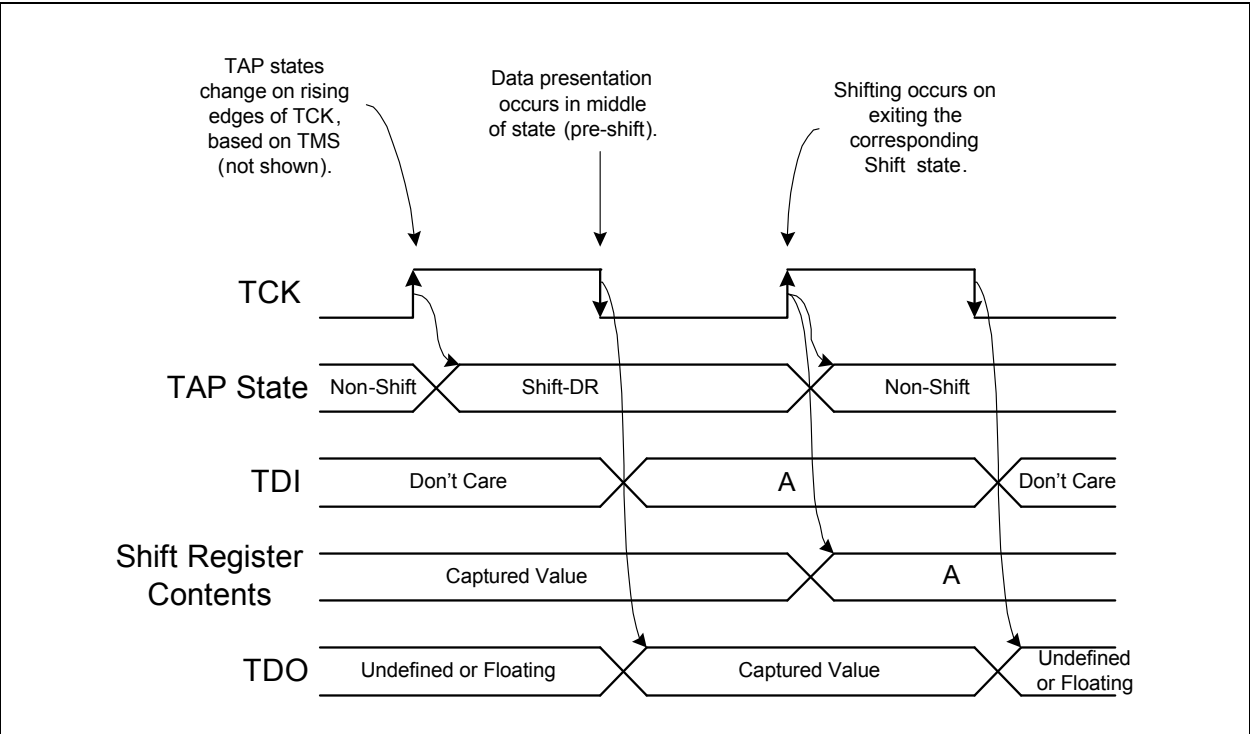 TAP states
change on rising
edges of TCK,
based on TMS
(not shown).
Data presentation
occurs in middle
of state (pre-shift).
Shifting occurs on
exiting the
corresponding
Shift state.
TCK
TAP State
Non-Shift
Shift-DR
Non-Shift
TDI
Don't Care
A
Don't Care
Shift Register
Contents
Captured Value
A
TDO
Undefined or Floating
Captured Value
Undefined
or Floating